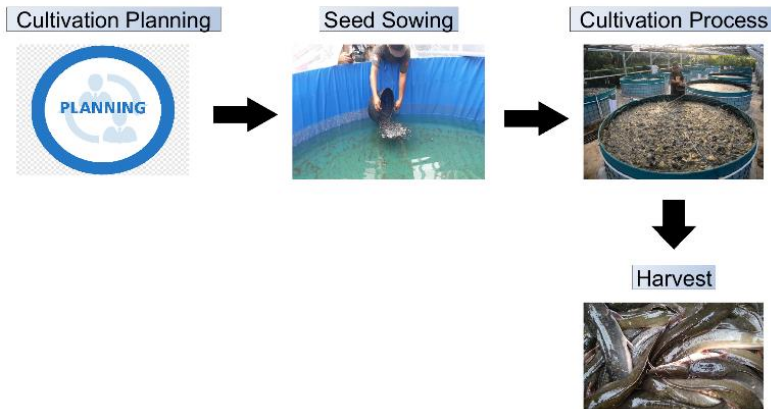 Cultivation Planning
Seed Sowing
Cultivation Process
PLANNING
Harvest